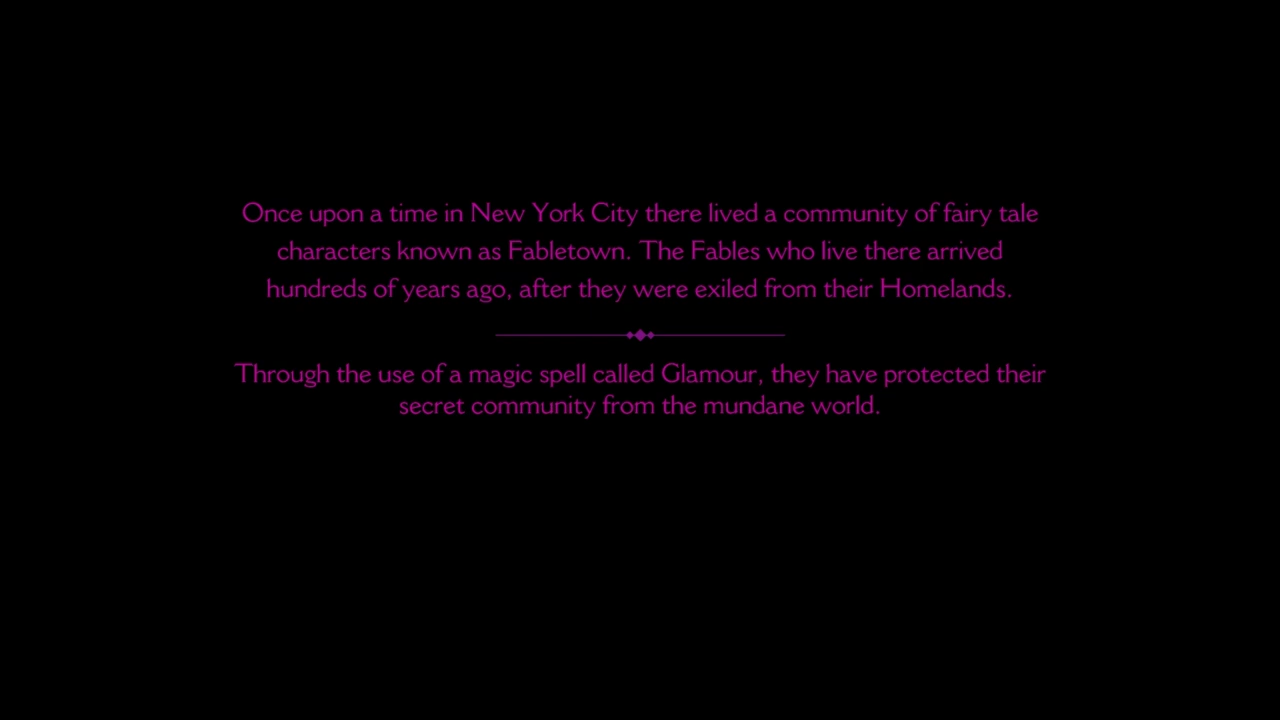 Once upon a time in New York City there lived a community of fairy tale
characters known as Fabletown. The Fables who live there arrived
hundreds of years ago, after they were exiled from their Homelands.
Through the use of a magic spell called Glamour, they have protected their
secret community from the mundane world.